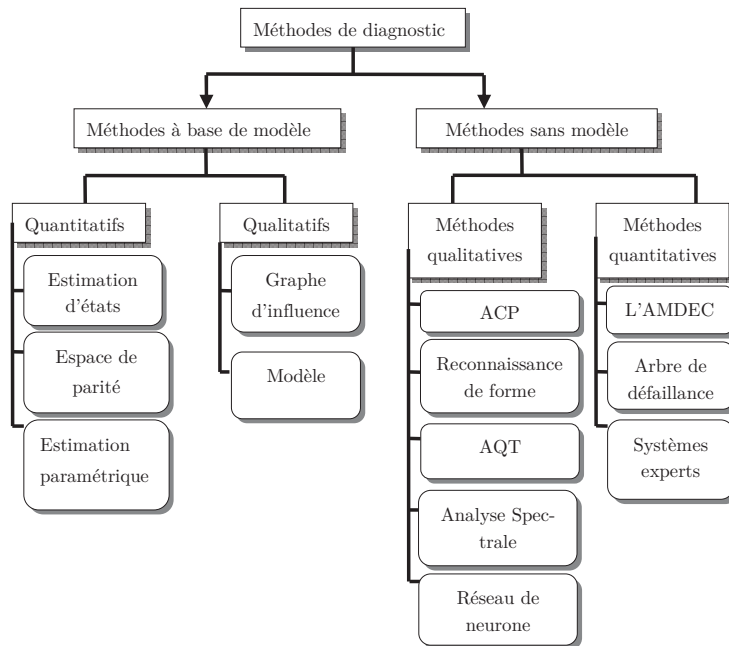 Méthodes de diagnostic
Méthodes à base de modèle
Méthodes sans modèle
Quantitatifs
Qualitatifs
Méthodes
qualitatives
Méthodes
quantitatives
Estimation
d'états
Espace de
parité
Estimation
paramétrique
Graphe
d'influence
Modèle
ACP
Reconnaissance
de forme
AQT
Analyse Spec-
trale
Réseau de
neurone
L'AMDEC
Arbre de
défaillance
Systèmes
experts